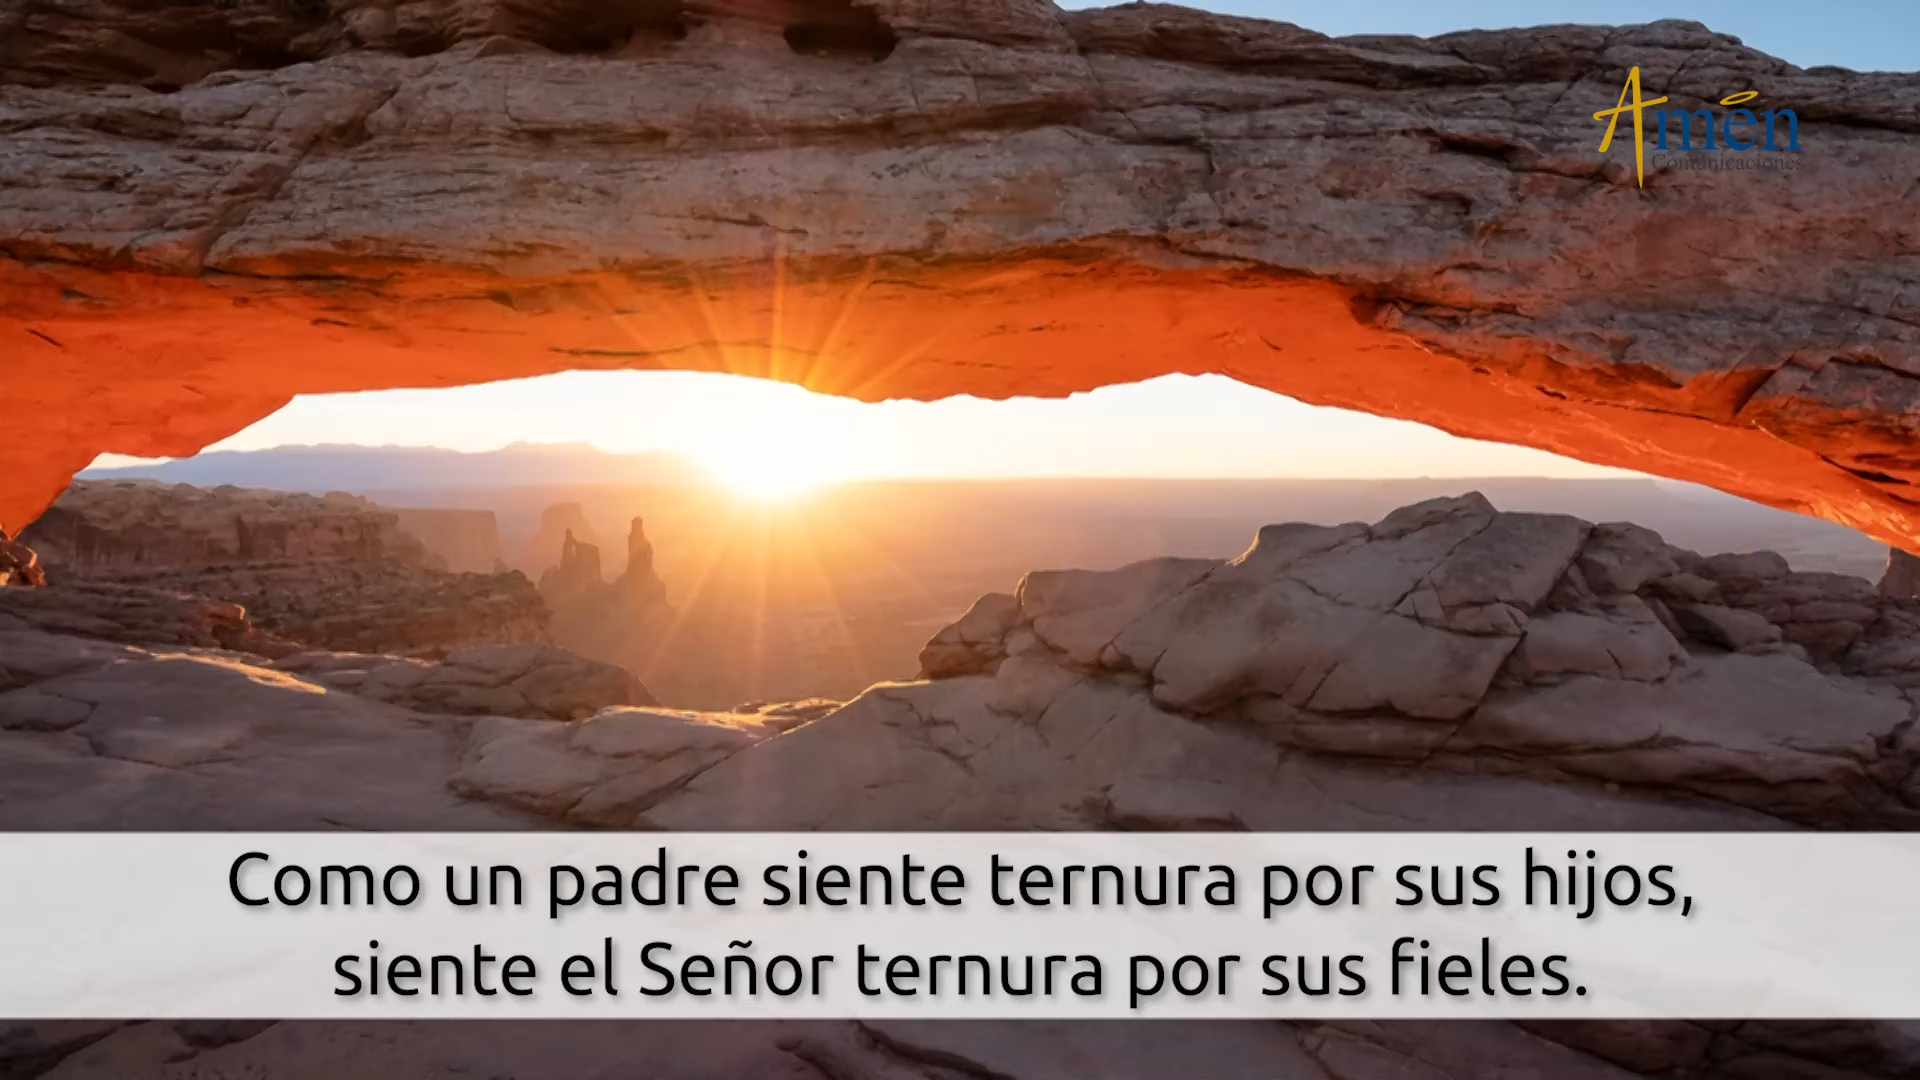 Amén
Comunicaciones
Como un padre siente ternura por sus hijos,
siente el Señor ternura por sus fieles.